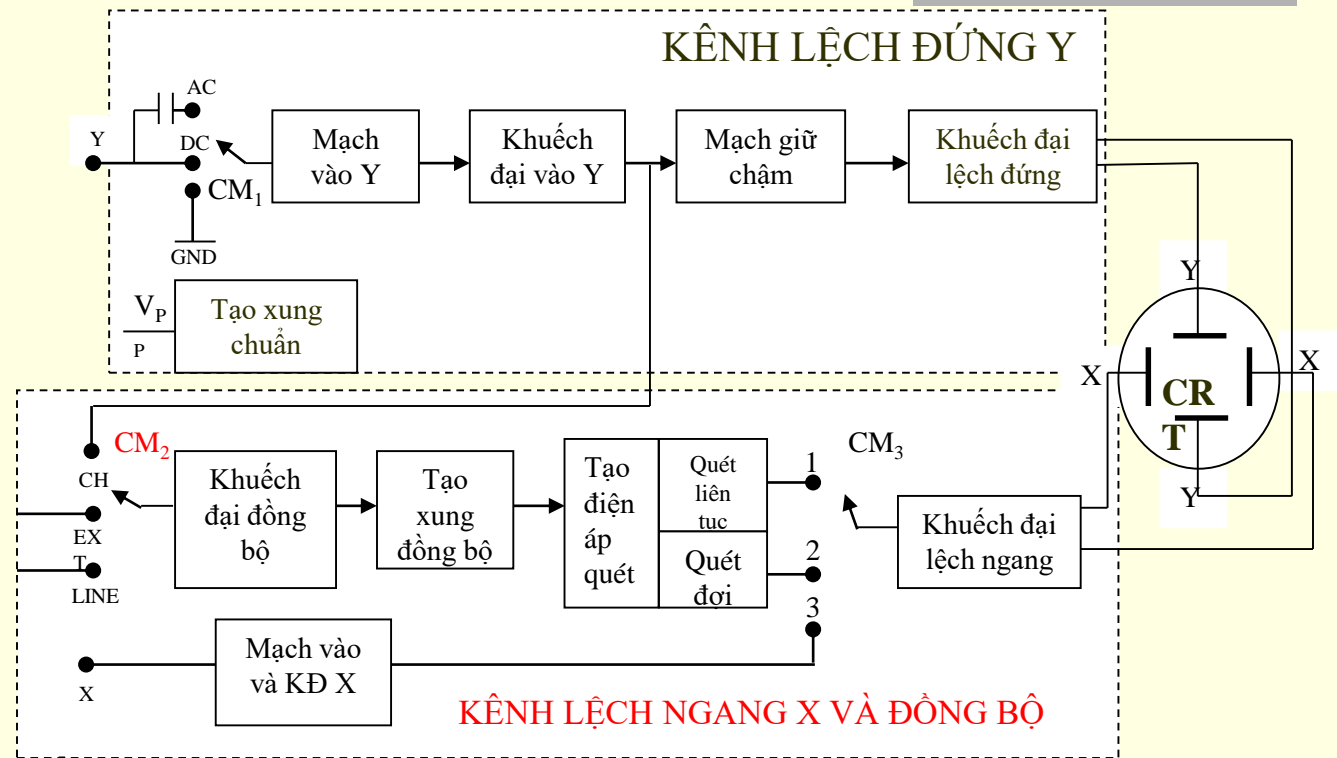 KÊNH LỆCH ĐỨNG Y
AC
Y
DC
CM1
GND
Mạch
vào Y
Khuếch
đại vào Y
Mạch giữ
chậm
Khuếch đại
lệch đứng
VP
P
Tạo xung
chuẩn
Y
X
X
CR
T
Y
CM2
CH
EX
T
LINE
Khuếch
đại đồng
bộ
Tạo
xung
đồng bộ
Tạo
điện
áp
quét
Quét
liên
tuc
Quét
đợi
1
2
3
CM3
Khuếch đại
lệch ngang
X
Mạch vào
và KĐ X
KÊNH LỆCH NGANG X VÀ ĐỒNG BỘ